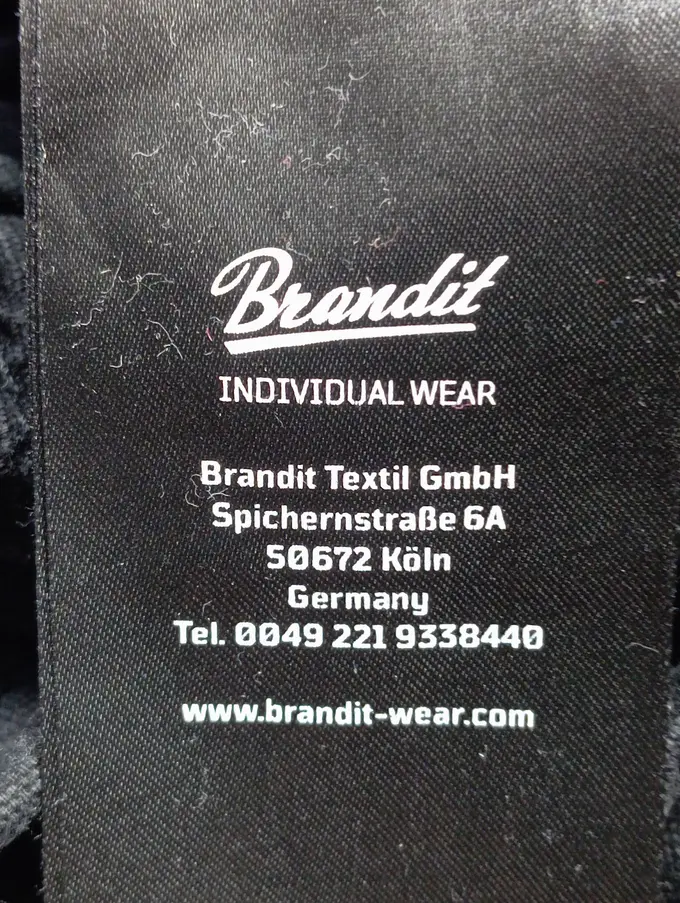 Brandit
INDIVIDUAL WEAR
Brandit Textil GmbH
Spichernstraße 6A
50672 Köln
Germany
Tel. 0049 221 9338440
www.brandit-wear.com